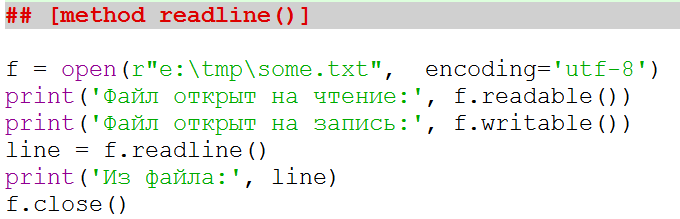 ## [method readline()]
f = open(r"e:\tmp\some.txt",  encoding='utf-8')
print('Файл открыт на чтение:', f.readable())
print('Файл открыт на запись:', f.writable())
line = f.readline()
print('Из файла:', line)
f.close()